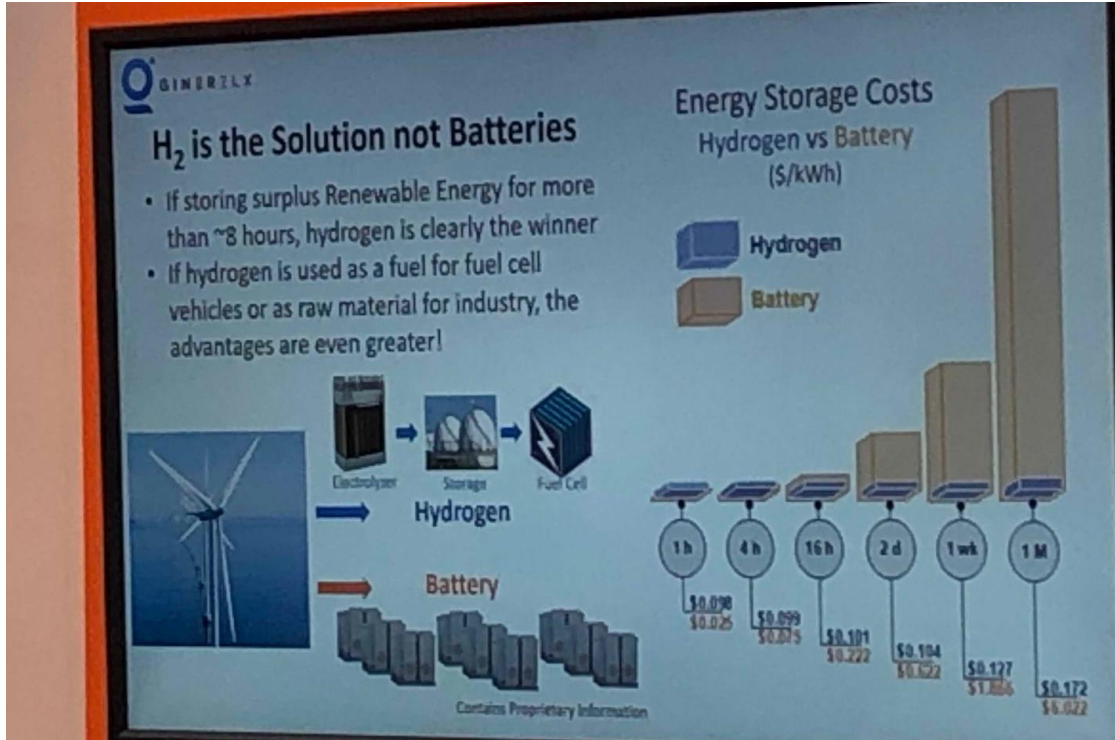 GINERELX
H₂ is the Solution not Batteries
• If storing surplus Renewable Energy for more
than ~8 hours, hydrogen is clearly the winner
• If hydrogen is used as a fuel for fuel cell
vehicles or as raw material for industry, the
advantages are even greater!
Electrolyzer
Storage
Fuel Cell
Hydrogen
Battery
Contains Proprietary Information
Energy Storage Costs
Hydrogen vs Battery
($/kWh)
Hydrogen
Battery
1 h
4 h
16 h
2 d
1 wk
1 M
$0.098
$0.025
$0.099
$0.075
$0.101
$0.222
$0.104
$0.622
$0.127
$0.172
$6.022